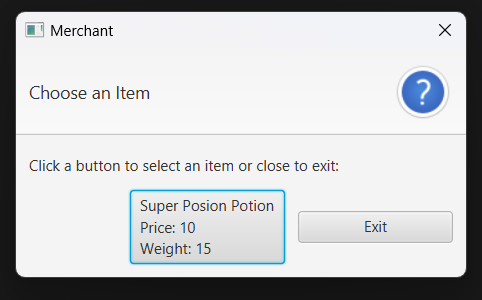 Merchant
Choose an Item
?
Click a button to select an item or close to exit:
Super Posion Potion
Price: 10
Weight: 15
Exit